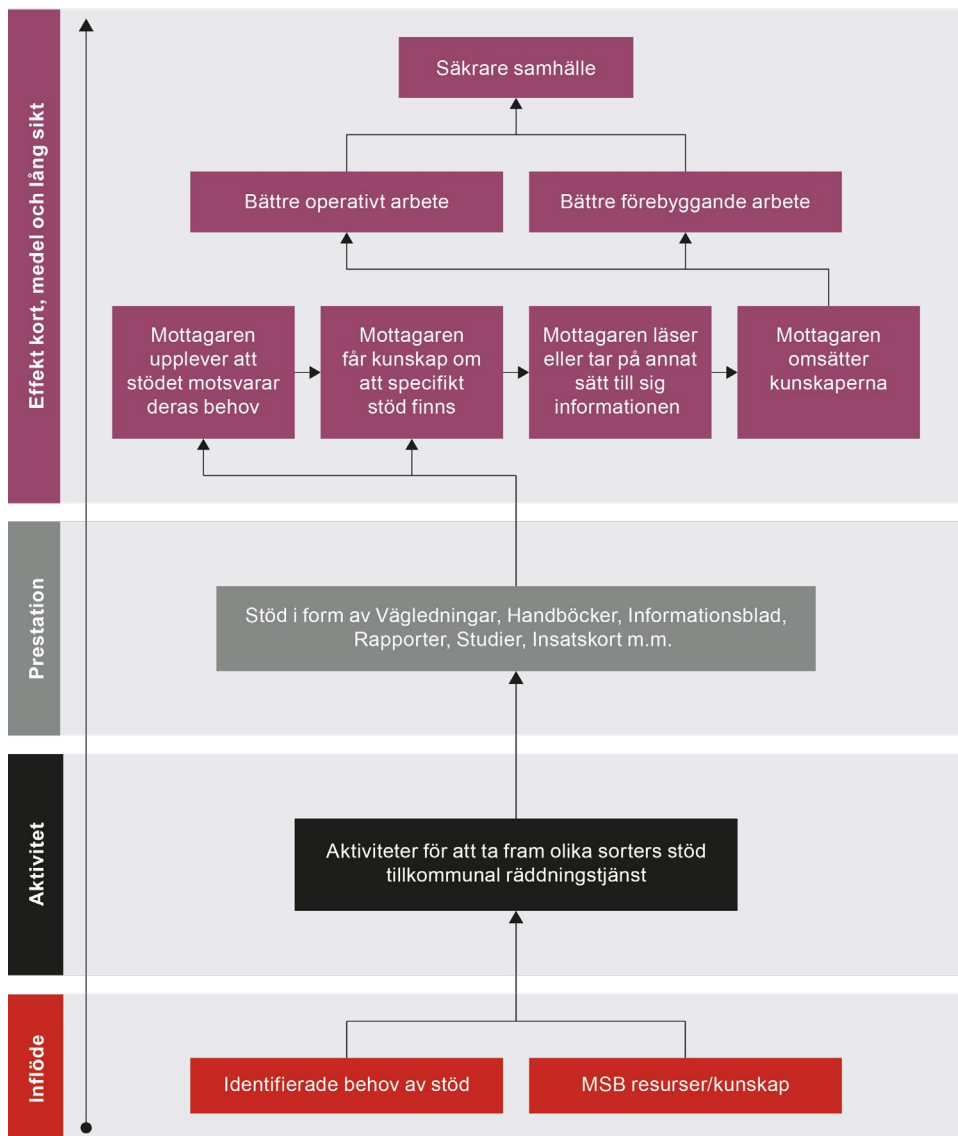 Effekt kort, medel och lång sikt
Säkrare samhälle
Bättre operativt arbete
Bättre förebyggande arbete
Mottagaren
upplever att
stödet motsvarar
deras behov
Mottagaren
får kunskap om
att specifikt
stöd finns
Mottagaren läser
eller tar på annat
sätt till sig
informationen
Mottagaren
omsätter
kunskaperna
Prestation
Stöd i form av Vägledningar, Handböcker, Informationsblad,
Rapporter, Studier, Insatskort m.m.
Aktivitet
Aktiviteter för att ta fram olika sorters stöd
tillkommunal räddningstjänst
Inflöde
Identifierade behov av stöd
MSB resurser/kunskap